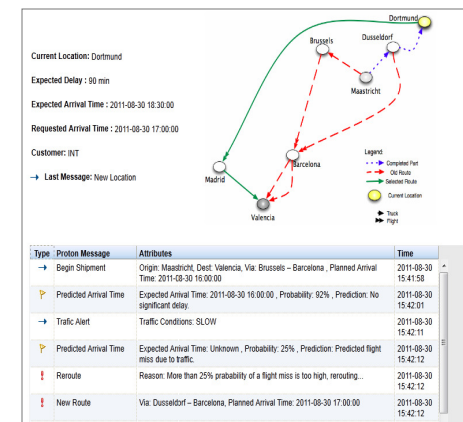 Dortmund
Brussels
Dusseldorf
Current Location: Dortmund
Expected Delay : 90 min
Maastricht
Expected Arrival Time : 2011-08-30 18:30:00
Requested Arrival Time : 2011-08-30 17:00:00
Customer: INT
Legend:
Barcelona
Completed Part
Old Route
Last Message: New Location
Madrid
Selected Route
Current Location
Valencia
Truck
Flight
Type Proton Message Attributes Time
Begin Shipment Origin: Maastricht, Dest: Valencia, Via: Brussels – Barcelona , Planned Arrival 2011-08-30
Time: 2011-08-30 16:00:00 15:41:58
Predicted Arrival Time Expected Arrival Time: 2011-08-30 16:00:00 , Probability: 92% , Prediction: No 2011-08-30
significant delay. 15:42:01
Trafic Alert Traffic Conditions: SLOW 2011-08-30
15:42:11
Predicted Arrival Time Expected Arrival Time: Unknown , Probability: 25% , Prediction: Predicted flight 2011-08-30
miss due to traffic. 15:42:12
Reroute Reason: More than 25% prabability of a flight miss is too high, rerouting... 2011-08-30
15:42:12
New Route Via: Dusseldorf – Barcelona, Planned Arrival Time: 2011-08-30 17:00:00 2011-08-30
15:42:12